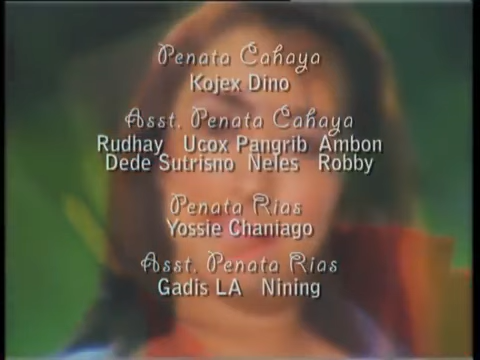 Penata Cahaya
Kojex Dino
Asst. Penata Cahaya
Rudhay Ucox Pangrib Ambon
Dede Sutrisno Neles Robby
Penata Rias
Yossie Chaniago
Asst. Penata Rias
Gadis LA Nining